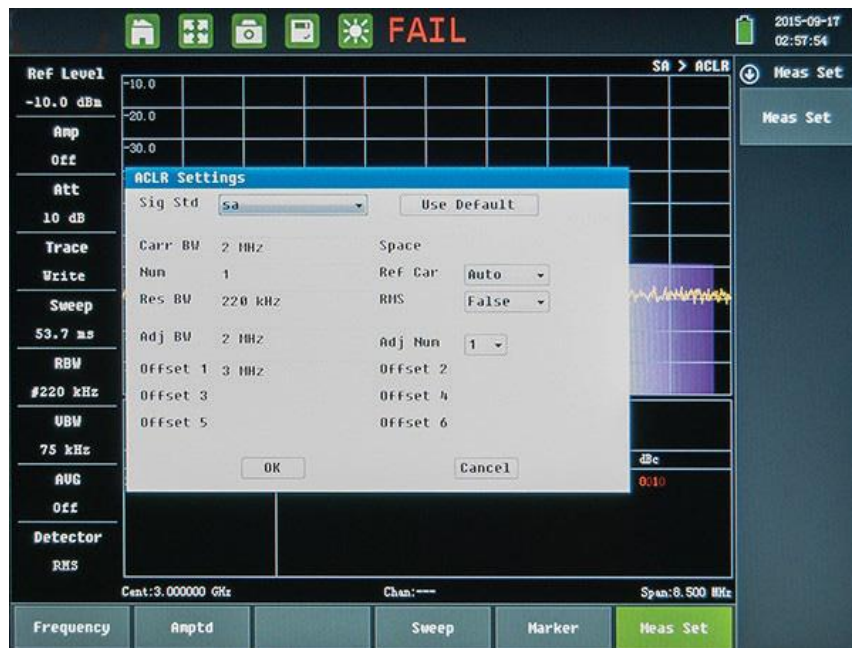 FAIL
2015-09-17
02:57:54
SA > ACLR
Meas Set
Meas Set
Ref Level
-10.0 dBm
Amp
Off
Att
10 dB
Trace
Write
Sweep
53.7 ms
RBW
#220 kHz
VBW
75 kHz
AVG
Off
Detector
RMS
-10.0
-20.0
-30.0
ACLR Settings
Sig Std sa Use Default
Carr BW 2 MHz Space
Num 1 Ref Car Auto
Res BW 220 kHz RMS False
Adj BW 2 MHz Adj Num 1
Offset 1 3 MHz Offset 2
Offset 3 Offset 4
Offset 5 Offset 6
OK Cancel
dBc
Cent:3.000000 GHz Chan:--- Span:8.500 MHz
Frequency Amptd Sweep Marker Meas Set